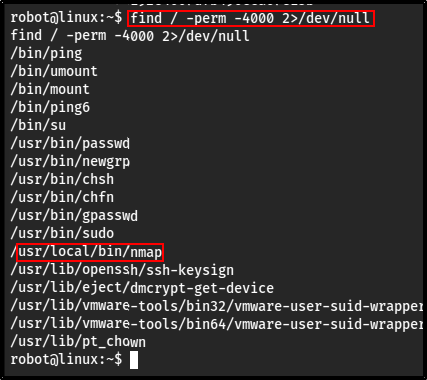 robot@linux:~$ find / -perm -4000 2>/dev/null
find / -perm -4000 2>/dev/null
/bin/ping
/bin/umount
/bin/mount
/bin/ping6
/bin/su
/usr/bin/passwd
/usr/bin/newgrp
/usr/bin/chsh
/usr/bin/chfn
/usr/bin/gpasswd
/usr/bin/sudo
/usr/local/bin/nmap
/usr/lib/openssh/ssh-keysign
/usr/lib/eject/dmcrypt-get-device
/usr/lib/vmware-tools/bin32/vmware-user-suid-wrapper
/usr/lib/vmware-tools/bin64/vmware-user-suid-wrapper
/usr/lib/pt_chown
robot@linux:~$